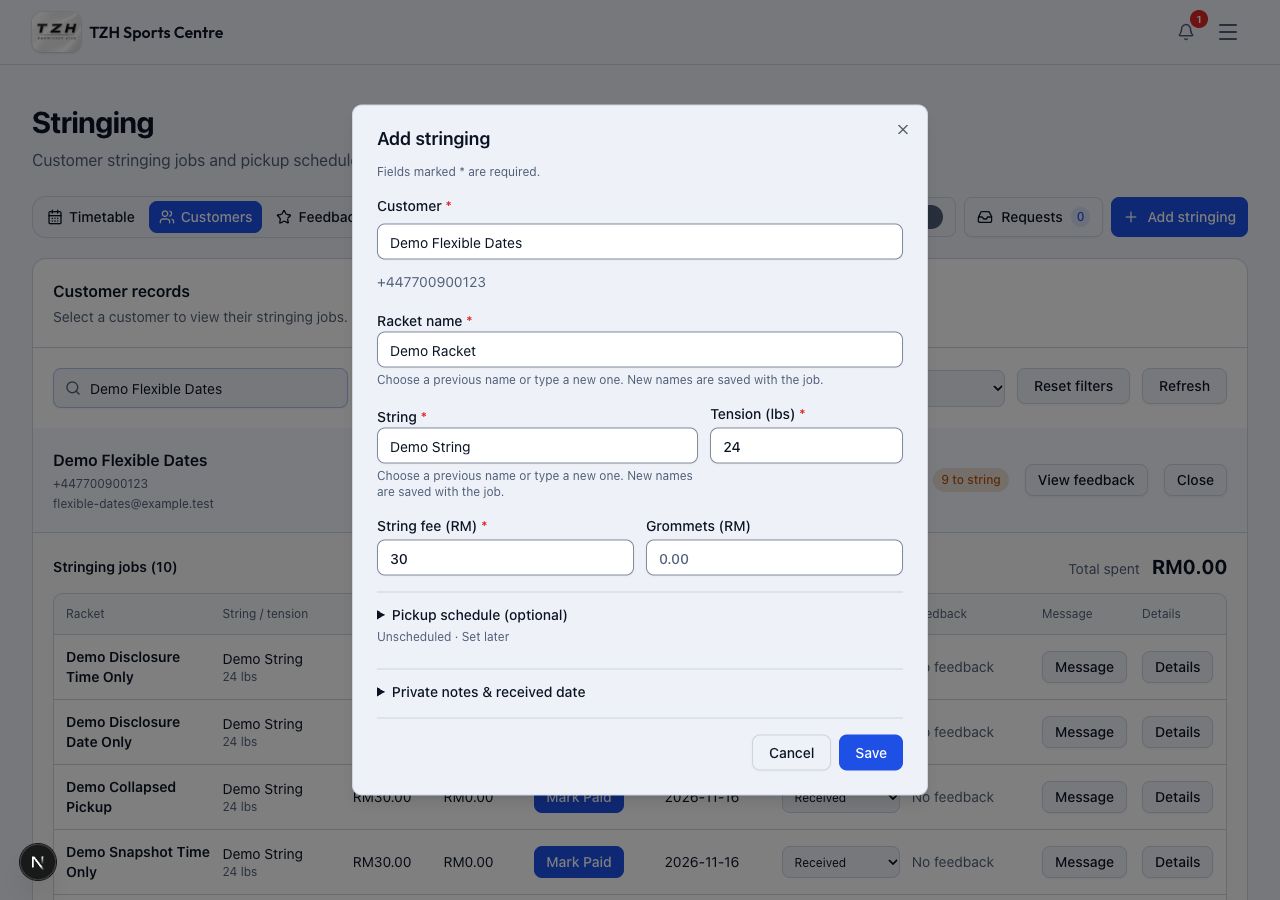 TZH
TZH Sports Centre
1
Stringing
Customer stringing jobs and pickup schedul
Timetable
Customers
Feedbac
Requests
0
Add stringing
Customer records
Select a customer to view their stringing jobs.
Demo Flexible Dates
Reset filters
Refresh
Demo Flexible Dates
+447700900123
flexible-dates@example.test
9 to string
View feedback
Close
Stringing jobs (10)
Total spent RM0.00
Racket
String / tension
edback
Message
Details
Demo Disclosure
Time Only
Demo String
24 lbs
o feedback
Message
Details
Demo Disclosure
Date Only
Demo String
24 lbs
o feedback
Message
Details
Demo Collapsed
Pickup
Demo String
24 lbs
RM30.00
RM0.00
Mark Paid
2026-11-16
Received
No feedback
Message
Details
Demo Snapshot Time
Only
Demo String
24 lbs
RM30.00
RM0.00
Mark Paid
2026-11-16
Received
No feedback
Message
Details
N
Add stringing
Fields marked * are required.
Customer *
Demo Flexible Dates
+447700900123
Racket name *
Demo Racket
Choose a previous name or type a new one. New names are saved with the job.
String *
Demo String
Choose a previous name or type a new one. New names
are saved with the job.
Tension (lbs) *
24
String fee (RM) *
30
Grommets (RM)
0.00
Pickup schedule (optional)
Unscheduled · Set later
Private notes & received date
Cancel
Save